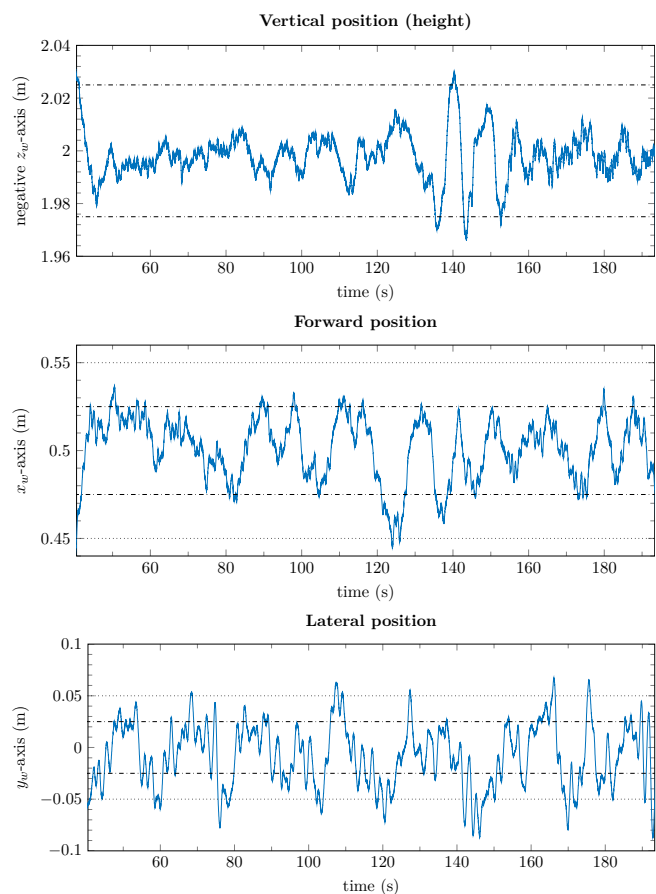 Vertical position (height)
2.04
2.02
2
1.98
1.96
negative z_w-axis (m)
60 80 100 120 140 160 180
time (s)
Forward position
0.55
0.5
0.45
x_w-axis (m)
60 80 100 120 140 160 180
time (s)
Lateral position
0.1
0.05
0
−0.05
−0.1
y_w-axis (m)
60 80 100 120 140 160 180
time (s)